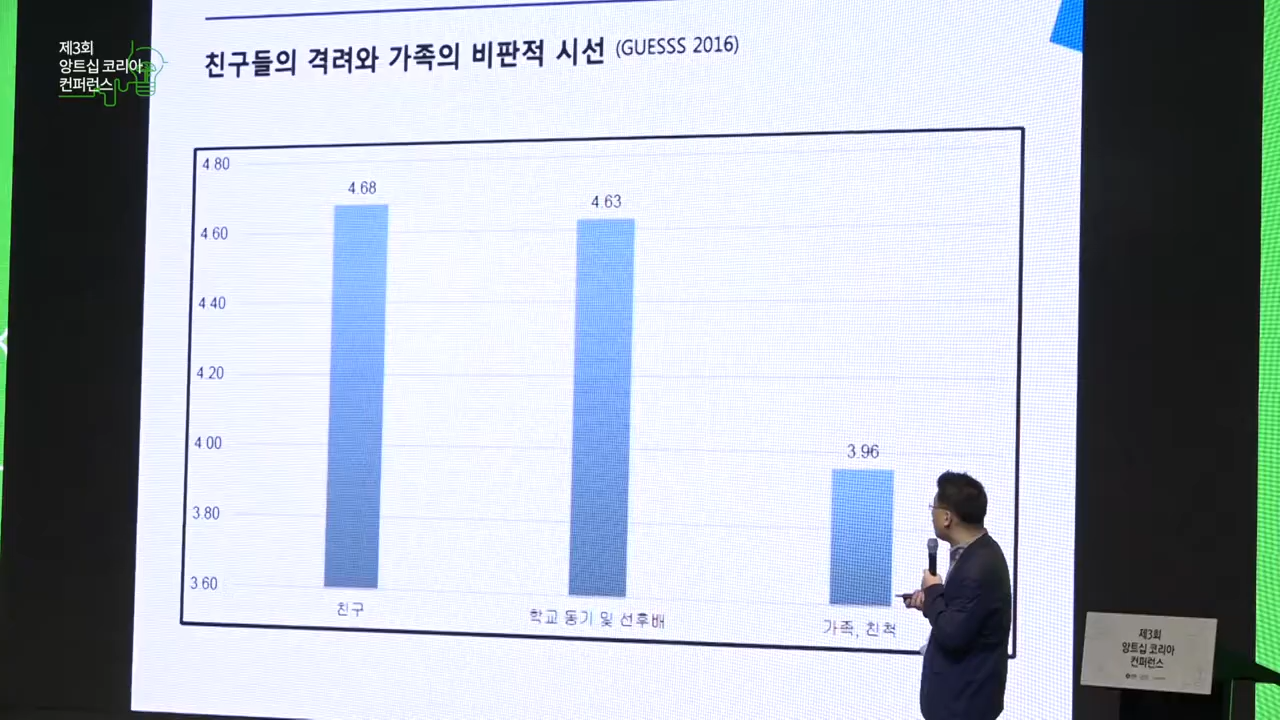 제3회
앙트십 코리아
컨퍼런스
친구들의 격려와 가족의 비판적 시선 (GUESSS 2016)
4.80
4.60
4.40
4.20
4.00
3.80
3.60
4.68
4.63
3.96
친구
학교 동기 및 선후배
가족, 친척
제3회
앙트십 코리아
컨퍼런스